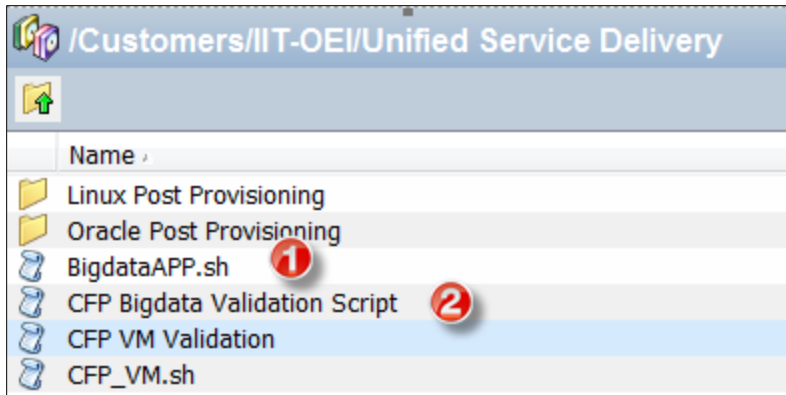 /Customers/IIT-OEI/Unified Service Delivery
Name
Linux Post Provisioning
Oracle Post Provisioning
BigdataAPP.sh 1
CFP Bigdata Validation Script 2
CFP VM Validation
CFP_VM.sh